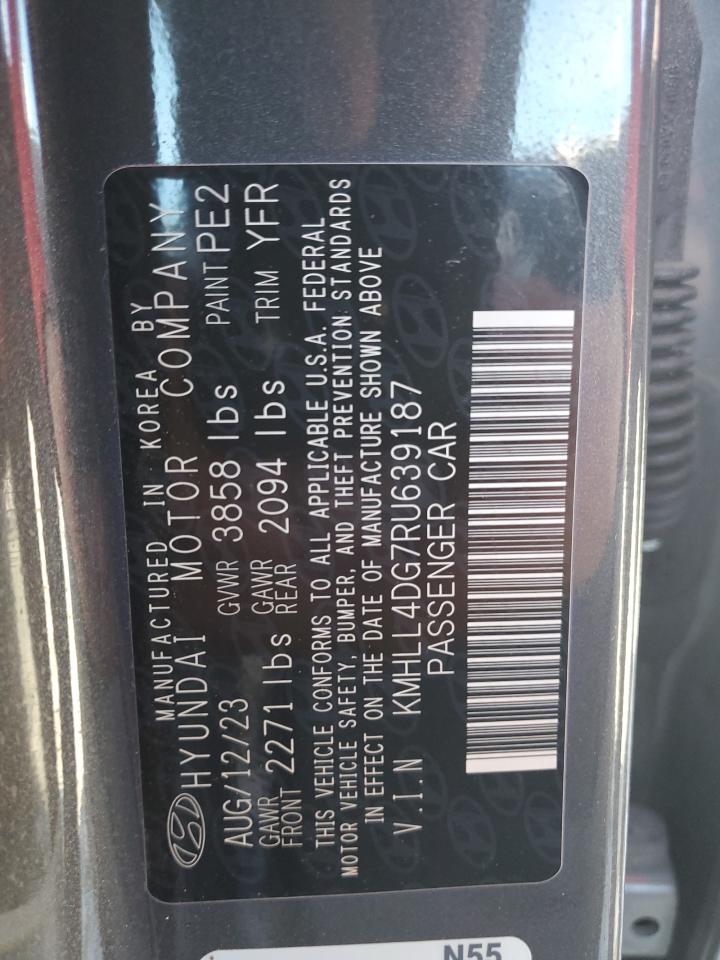 MANUFACTURED IN KOREA BY
HYUNDAI MOTOR COMPANY
AUG/12/23 GVWR 3858 lbs PAINT PE2
GAWR FRONT 2271 lbs GAWR REAR 2094 lbs TRIM YFR
THIS VEHICLE CONFORMS TO ALL APPLICABLE U.S.A. FEDERAL
MOTOR VEHICLE SAFETY, BUMPER, AND THEFT PREVENTION STANDARDS
IN EFFECT ON THE DATE OF MANUFACTURE SHOWN ABOVE
V.I.N KMHLL4DG7RU639187
PASSENGER CAR
N55